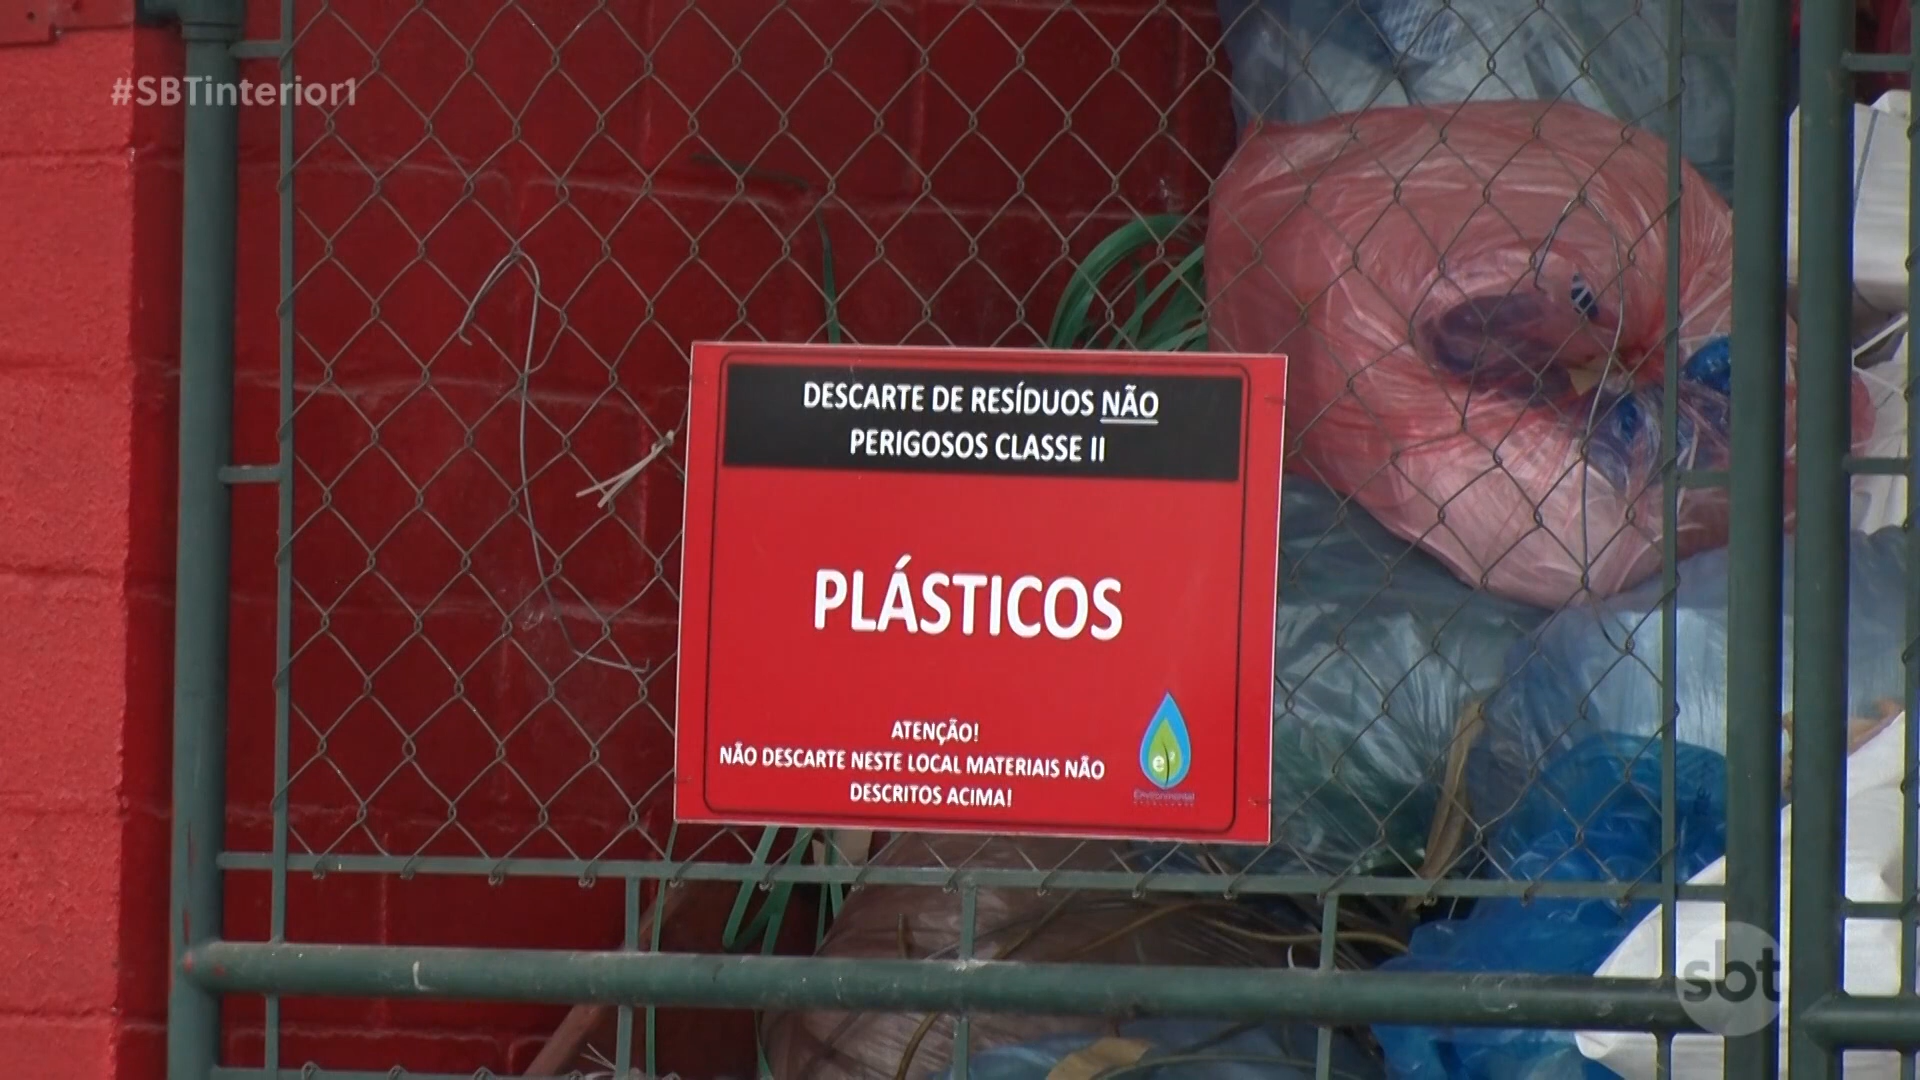 #SBTinterior1
DESCARTE DE RESÍDUOS NÃO
PERIGOSOS CLASSE II
PLÁSTICOS
ATENÇÃO!
NÃO DESCARTE NESTE LOCAL MATERIAIS NÃO
DESCRITOS ACIMA!
e
Environmental
sbt